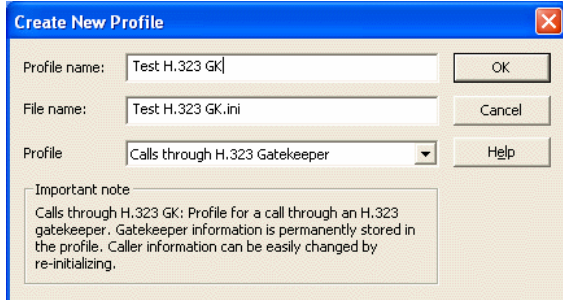 Create New Profile
Profile name: Test H.323 GK OK
File name: Test H.323 GK.ini Cancel
Profile Calls through H.323 Gatekeeper Help
Important note
Calls through H.323 GK: Profile for a call through an H.323
gatekeeper. Gatekeeper information is permanently stored in
the profile. Caller information can be easily changed by
re-initializing.